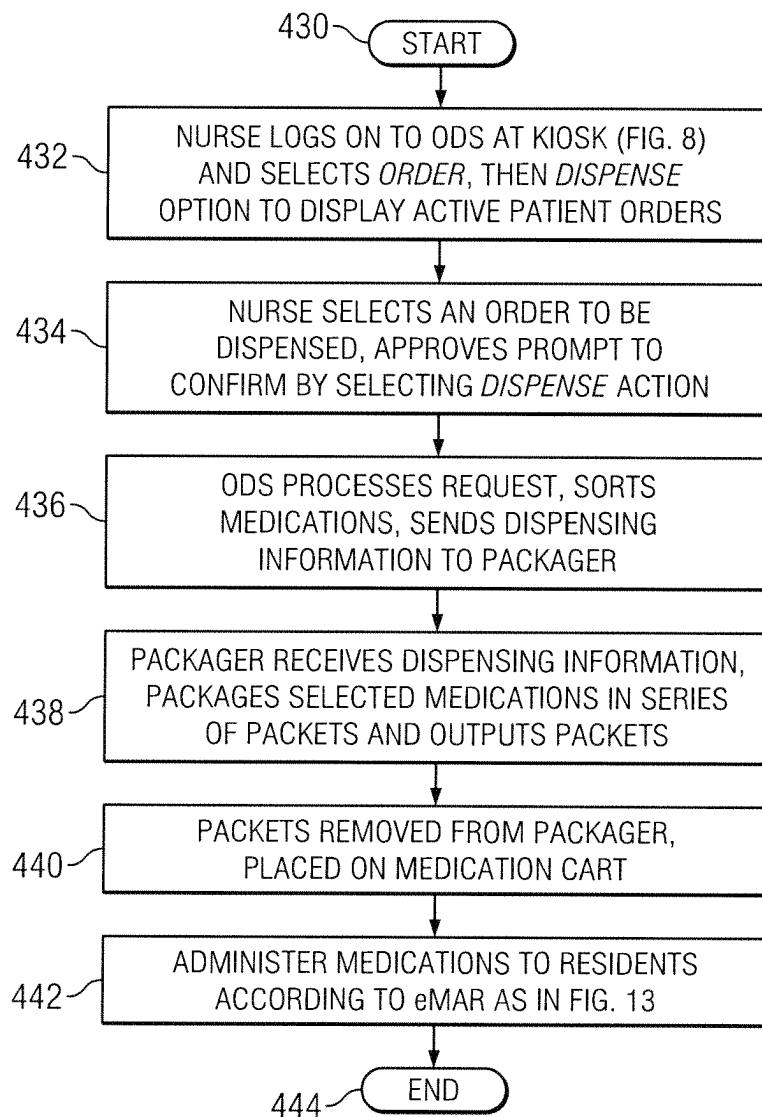 430
START
432
NURSE LOGS ON TO ODS AT KIOSK (FIG. 8)
AND SELECTS ORDER, THEN DISPENSE
OPTION TO DISPLAY ACTIVE PATIENT ORDERS
434
NURSE SELECTS AN ORDER TO BE
DISPENSED, APPROVES PROMPT TO
CONFIRM BY SELECTING DISPENSE ACTION
436
ODS PROCESSES REQUEST, SORTS
MEDICATIONS, SENDS DISPENSING
INFORMATION TO PACKAGER
438
PACKAGER RECEIVES DISPENSING INFORMATION,
PACKAGES SELECTED MEDICATIONS IN SERIES
OF PACKETS AND OUTPUTS PACKETS
440
PACKETS REMOVED FROM PACKAGER,
PLACED ON MEDICATION CART
442
ADMINISTER MEDICATIONS TO RESIDENTS
ACCORDING TO eMAR AS IN FIG. 13
444
END